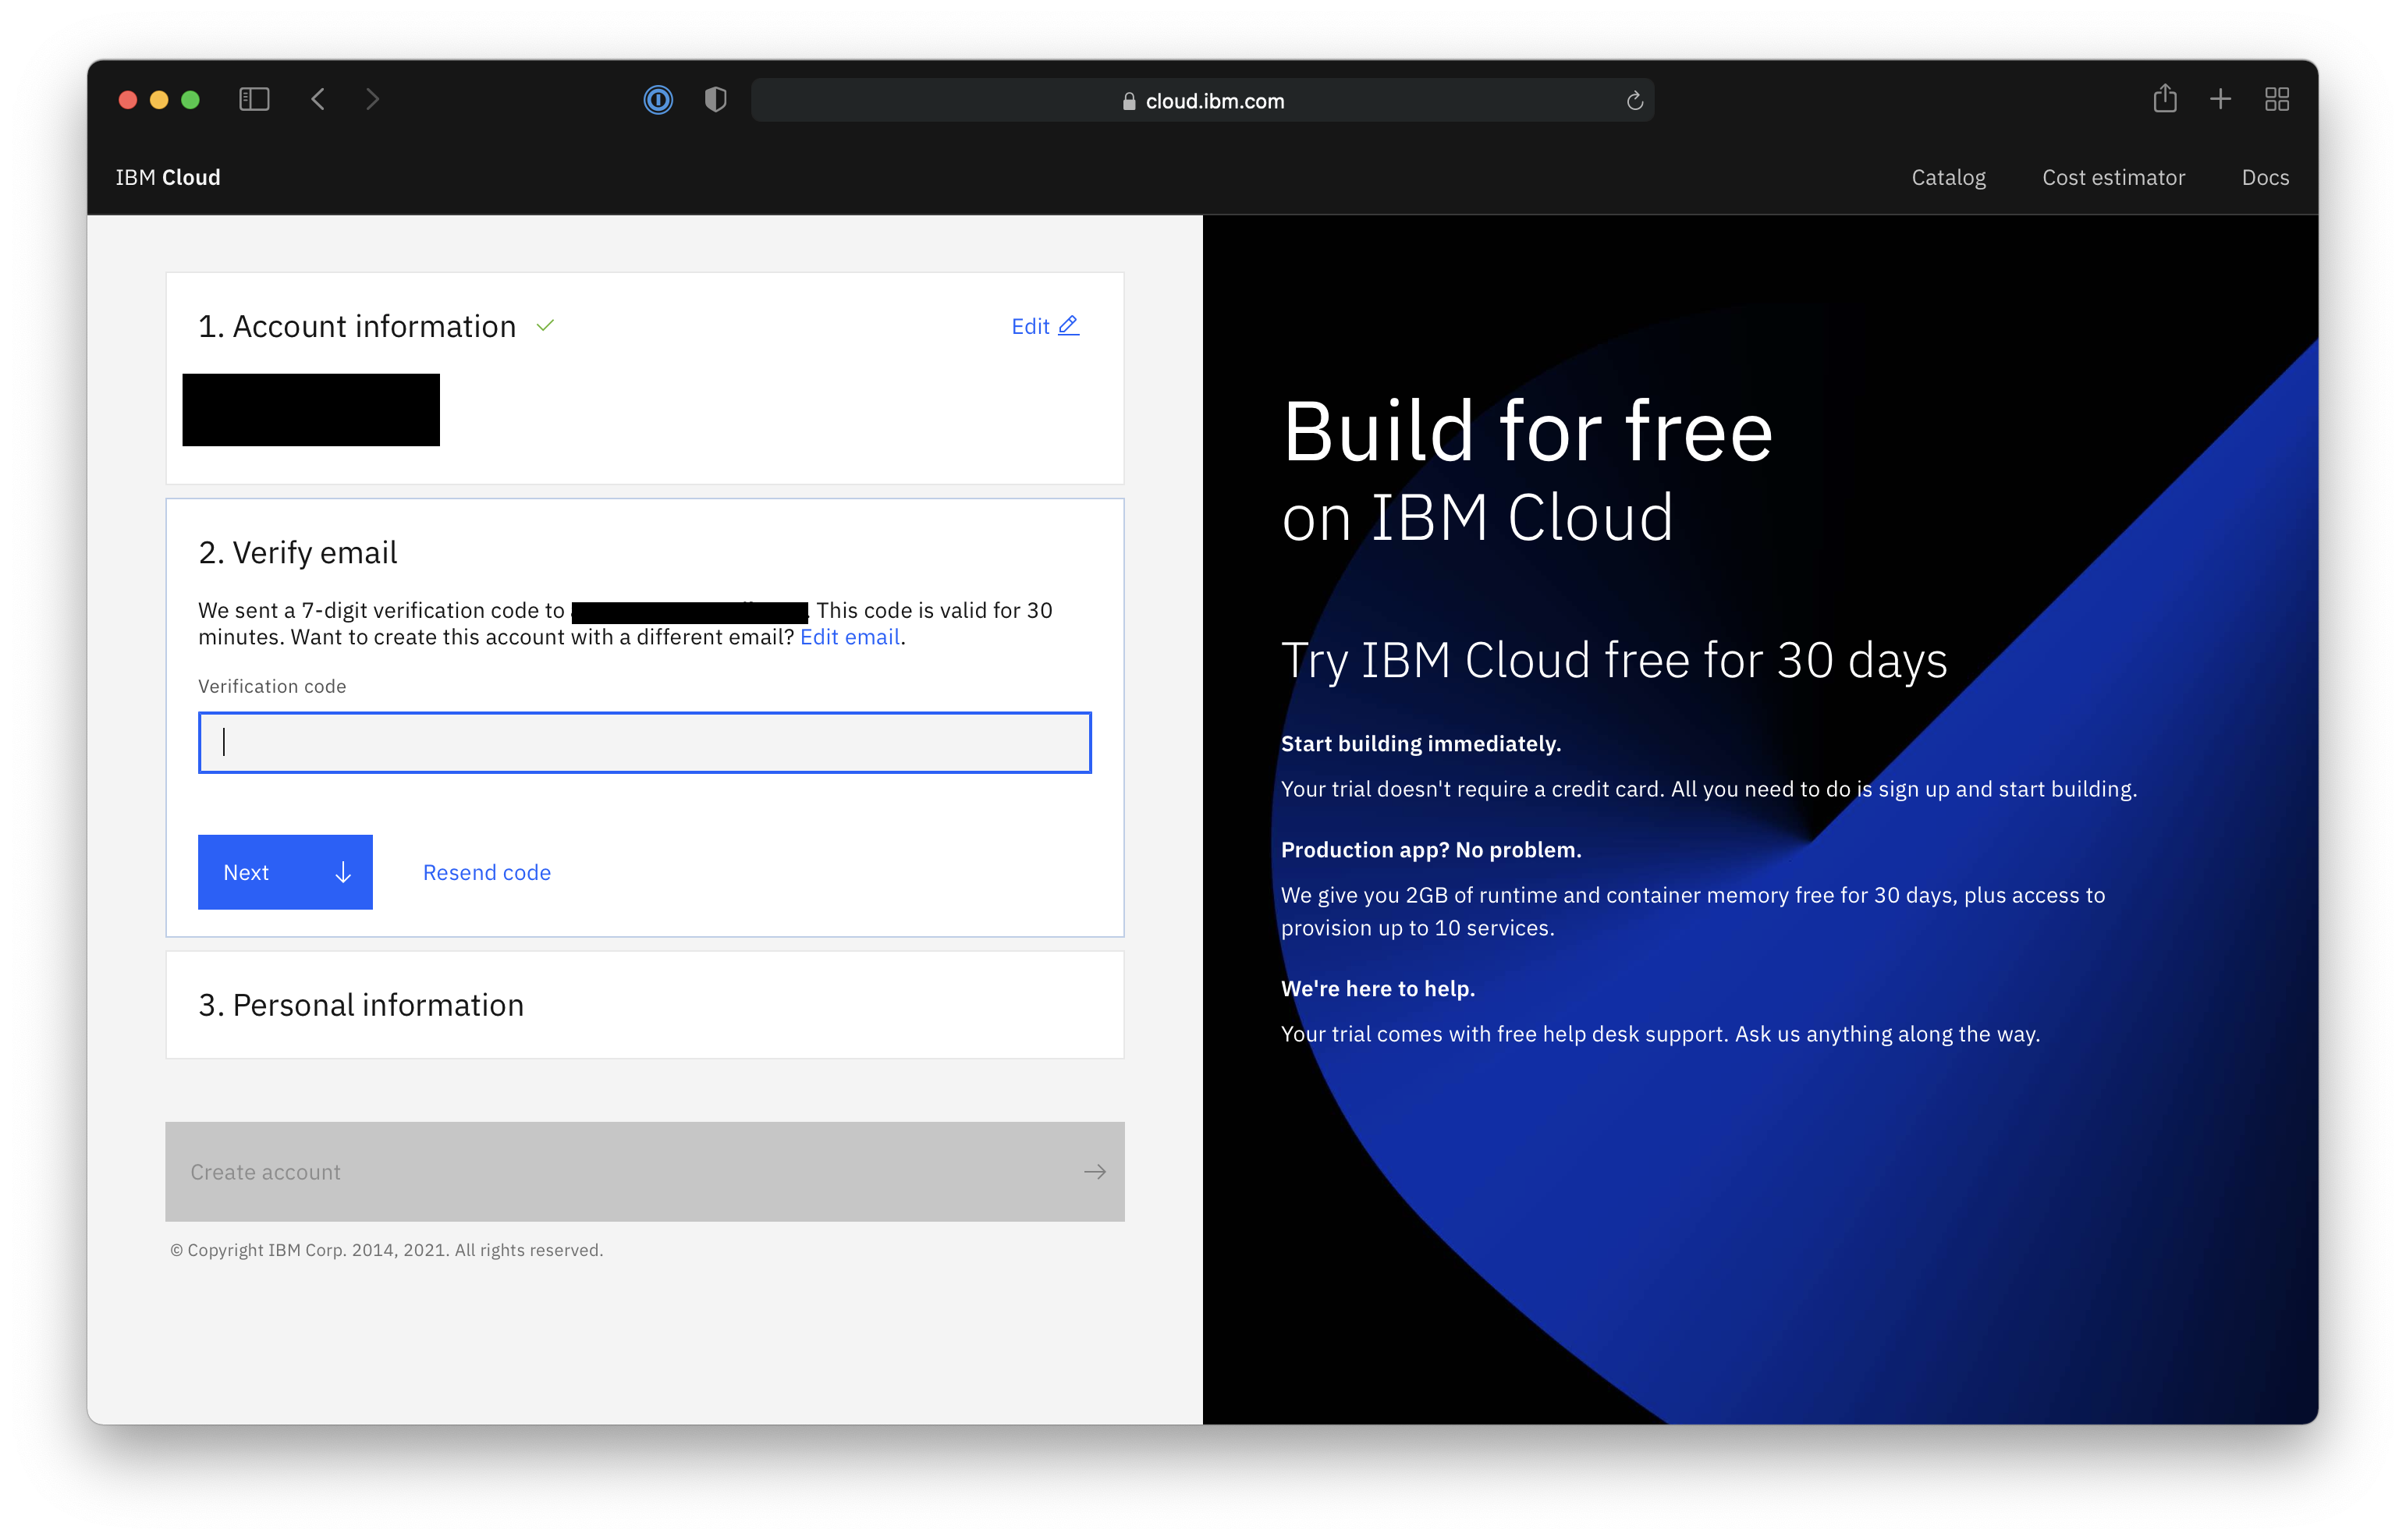 cloud.ibm.com
IBM Cloud
Catalog
Cost estimator
Docs
1. Account information
Edit
2. Verify email
We sent a 7-digit verification code to . This code is valid for 30
minutes. Want to create this account with a different email? Edit email.
Verification code
Next
Resend code
3. Personal information
Create account
© Copyright IBM Corp. 2014, 2021. All rights reserved.
Build for free
on IBM Cloud
Try IBM Cloud free for 30 days
Start building immediately.
Your trial doesn't require a credit card. All you need to do is sign up and start building.
Production app? No problem.
We give you 2GB of runtime and container memory free for 30 days, plus access to
provision up to 10 services.
We're here to help.
Your trial comes with free help desk support. Ask us anything along the way.